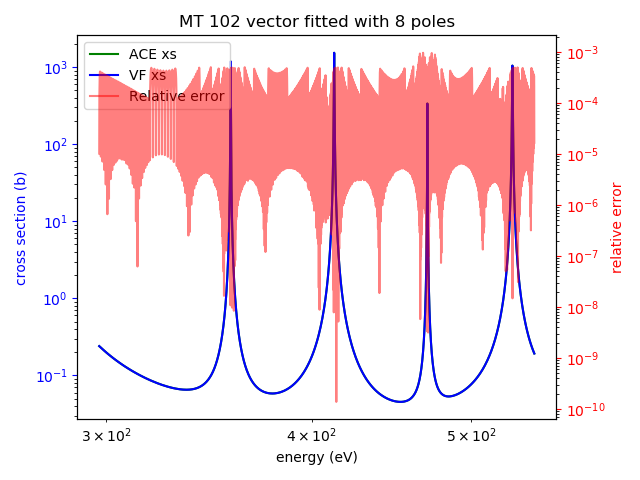 MT 102 vector fitted with 8 poles
ACE xs
VF xs
Relative error
cross section (b)
10³
10²
10¹
10⁰
10⁻¹
10⁻³
10⁻⁴
10⁻⁵
10⁻⁶
10⁻⁷
10⁻⁸
10⁻⁹
10⁻¹⁰
relative error
3 × 10² 4 × 10² 5 × 10²
energy (eV)